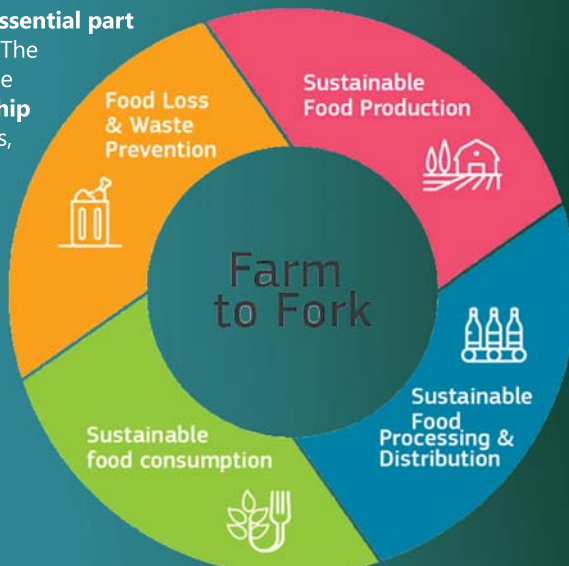 ssential part
The
e
hip
s,
Food Loss
& Waste
Prevention
Sustainable
Food Production
Farm
to Fork
Sustainable
Food
Processing &
Distribution
Sustainable
food consumption